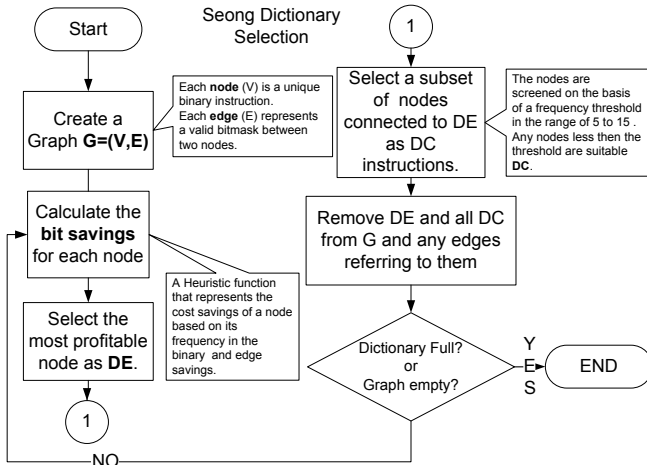 Seong Dictionary
Selection
Start
Create a
Graph G=(V,E)
Each node (V) is a unique
binary instruction.
Each edge (E) represents
a valid bitmask between
two nodes.
Calculate the
bit savings
for each node
A Heuristic function
that represents the
cost savings of a node
based on its
frequency in the
binary and edge
savings.
Select the
most profitable
node as DE.
1
1
Select a subset
of nodes
connected to DE
as DC
instructions.
The nodes are
screened on the basis
of a frequency threshold
in the range of 5 to 15 .
Any nodes less then the
threshold are suitable
DC.
Remove DE and all DC
from G and any edges
referring to them
Dictionary Full?
or
Graph empty?
Y
E
S
END
NO